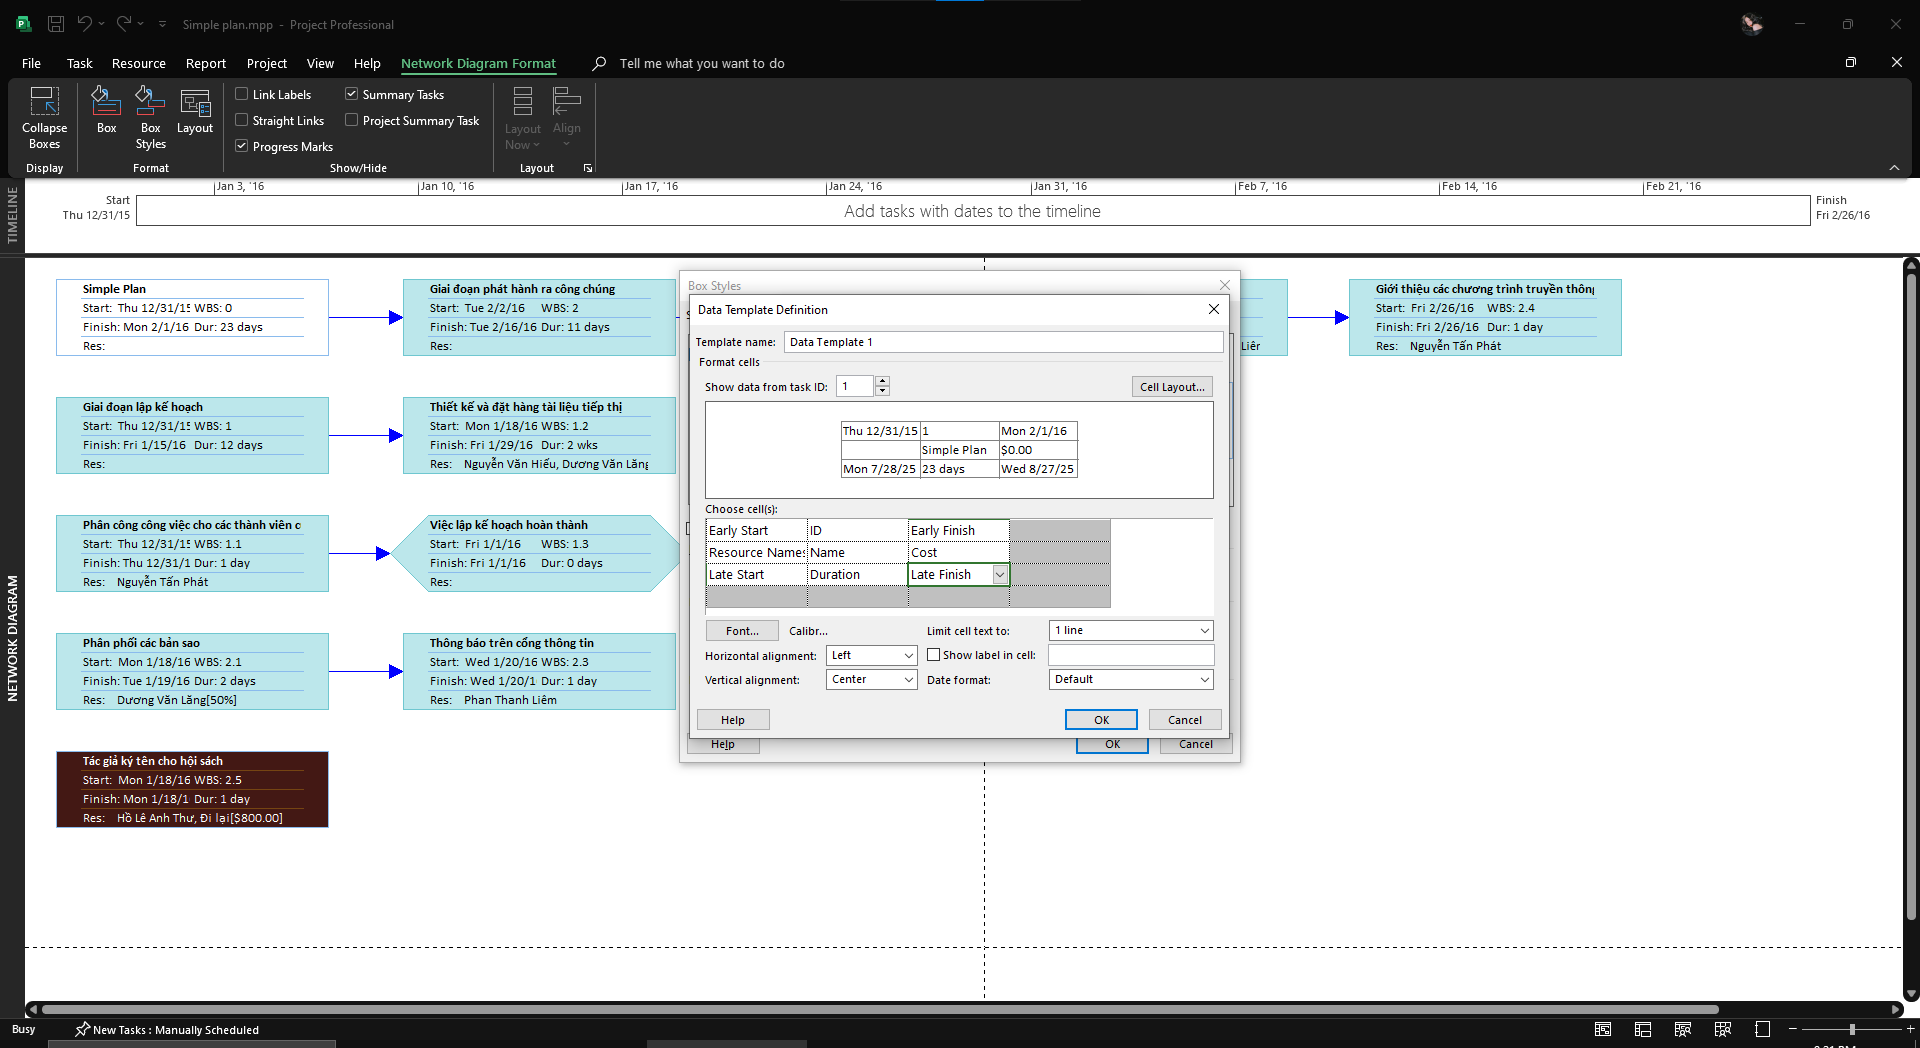 Simple plan.mpp - Project Professional
File Task Resource Report Project View Help Network Diagram Format Tell me what you want to do
Collapse Boxes
Box
Box Styles
Layout
Link Labels
Straight Links
Progress Marks
Summary Tasks
Project Summary Task
Layout Now
Align
Display Format Show/Hide Layout
TIMELINE
Start
Thu 12/31/15
Jan 3, '16 Jan 10, '16 Jan 17, '16 Jan 24, '16 Jan 31, '16 Feb 7, '16 Feb 14, '16 Feb 21, '16
Add tasks with dates to the timeline
Finish
Fri 2/26/16
NETWORK DIAGRAM
Simple Plan
Start: Thu 12/31/15 WBS: 0
Finish: Mon 2/1/16 Dur: 23 days
Res:
Giai đoạn phát hành ra công chúng
Start: Tue 2/2/16 WBS: 2
Finish: Tue 2/16/16 Dur: 11 days
Res:
Liêr
Giới thiệu các chương trình truyền thông
Start: Fri 2/26/16 WBS: 2.4
Finish: Fri 2/26/16 Dur: 1 day
Res: Nguyễn Tấn Phát
Giai đoạn lập kế hoạch
Start: Thu 12/31/15 WBS: 1
Finish: Fri 1/15/16 Dur: 12 days
Res:
Thiết kế và đặt hàng tài liệu tiếp thị
Start: Mon 1/18/16 WBS: 1.2
Finish: Fri 1/29/16 Dur: 2 wks
Res: Nguyễn Văn Hiếu, Dương Văn Lăng
Phân công công việc cho các thành viên c
Start: Thu 12/31/15 WBS: 1.1
Finish: Thu 12/31/1 Dur: 1 day
Res: Nguyễn Tấn Phát
Việc lập kế hoạch hoàn thành
Start: Fri 1/1/16 WBS: 1.3
Finish: Fri 1/1/16 Dur: 0 days
Res:
Phân phối các bản sao
Start: Mon 1/18/16 WBS: 2.1
Finish: Tue 1/19/16 Dur: 2 days
Res: Dương Văn Lăng[50%]
Thông báo trên cổng thông tin
Start: Wed 1/20/16 WBS: 2.3
Finish: Wed 1/20/1 Dur: 1 day
Res: Phan Thanh Liêm
Tác giả ký tên cho hội sách
Start: Mon 1/18/16 WBS: 2.5
Finish: Mon 1/18/1 Dur: 1 day
Res: Hồ Lê Anh Thư, Đi lại[$800.00]
Box Styles
Data Template Definition
Template name: Data Template 1
Format cells
Show data from task ID: 1 Cell Layout...
Thu 12/31/15 1 Mon 2/1/16
Simple Plan $0.00
Mon 7/28/25 23 days Wed 8/27/25
Choose cell(s):
Early Start ID Early Finish
Resource Names Name Cost
Late Start Duration Late Finish
Font... Calibr... Limit cell text to: 1 line
Horizontal alignment: Left Show label in cell:
Vertical alignment: Center Date format: Default
Help OK Cancel
Help OK Cancel
Busy New Tasks : Manually Scheduled